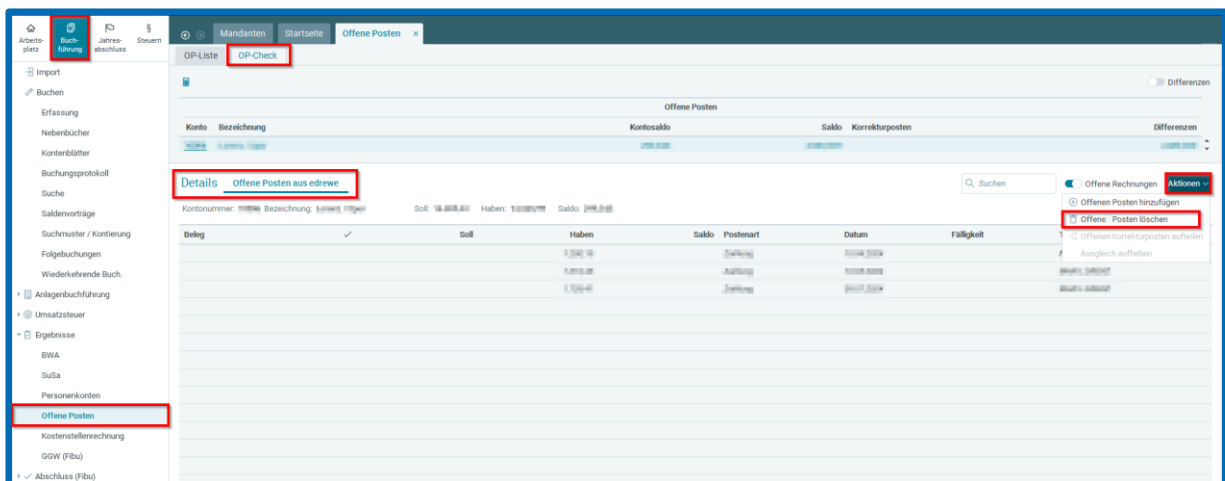 Arbeits-
platz
Buch-
führung
Jahres-
abschluss
Steuern
Mandanten Startseite Offene Posten ×
OP-Liste OP-Check
Import
Buchen
Erfassung
Nebenbücher
Kontenblätter
Buchungsprotokoll
Suche
Saldenvorträge
Suchmuster / Kontierung
Folgebuchungen
Wiederkehrende Buch.
Anlagenbuchführung
Umsatzsteuer
Ergebnisse
BWA
SuSa
Personenkonten
Offene Posten
Kostenstellenrechnung
GGW (Fibu)
Abschluss (Fibu)
Differenzen
Offene Posten
Konto Bezeichnung Kontosaldo Saldo Korrekturposten Differenzen
Details Offene Posten aus edrewe
Suchen Offene Rechnungen Aktionen
Offenen Posten hinzufügen
Offene Posten löschen
Offenen Korrekturposten aufteilen
Ausgleich aufheben
Kontonummer: Bezeichnung: Soll: Haben: Saldo:
Beleg ✓ Soll Haben Saldo Postenart Datum Fälligkeit